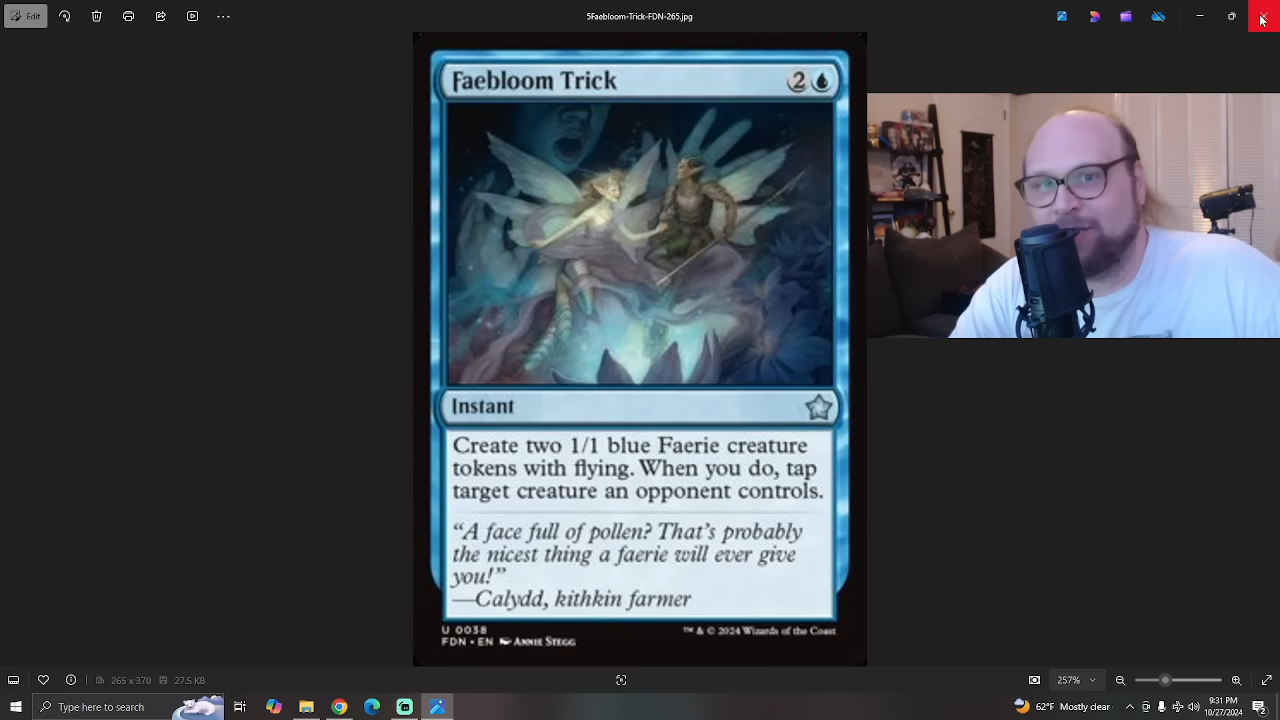 Edit
5Faebloom-Trick-FDN-265.jpg
Faebloom Trick
2
Instant
Create two 1/1 blue Faerie creature
tokens with flying. When you do, tap
target creature an opponent controls.
“A face full of pollen? That’s probably
the nicest thing a faerie will ever give
you!”
—Calydd, kithkin farmer
U 0038
FDN • EN ANNIE STEGG
™ & © 2024 Wizards of the Coast
265 x 370
27.5 KB
257%
Type here to search
Mostly clear
9:31 PM
10/27/2024